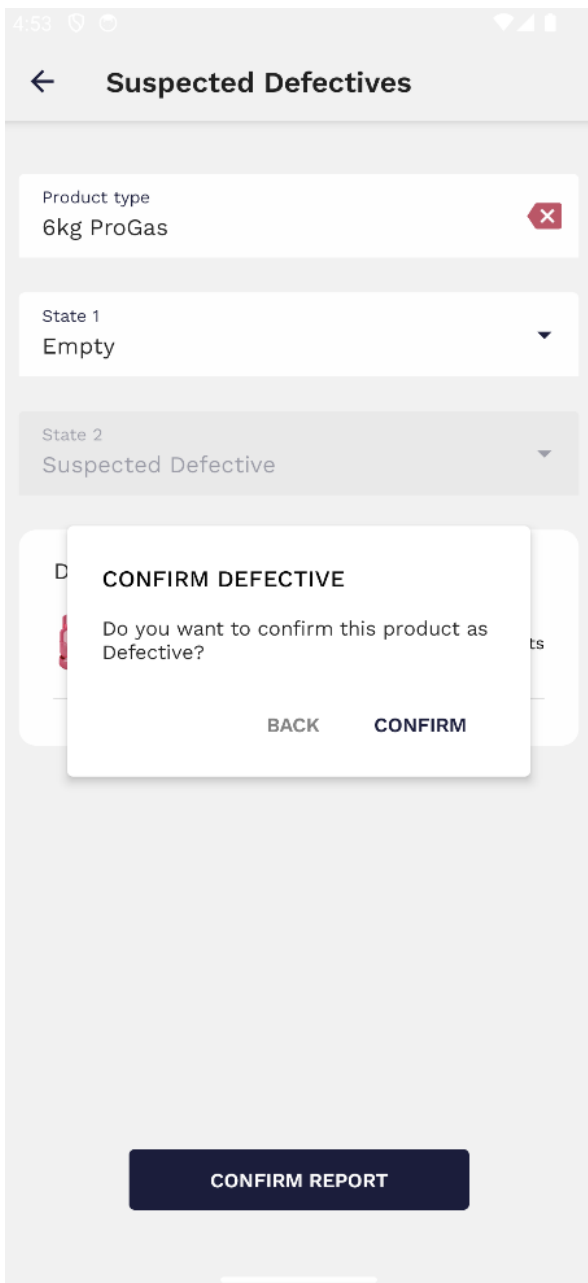 4:53
Suspected Defectives
Product type
6kg ProGas
State 1
Empty
State 2
Suspected Defective
D
CONFIRM DEFECTIVE
Do you want to confirm this product as
Defective?
ts
BACK CONFIRM
CONFIRM REPORT